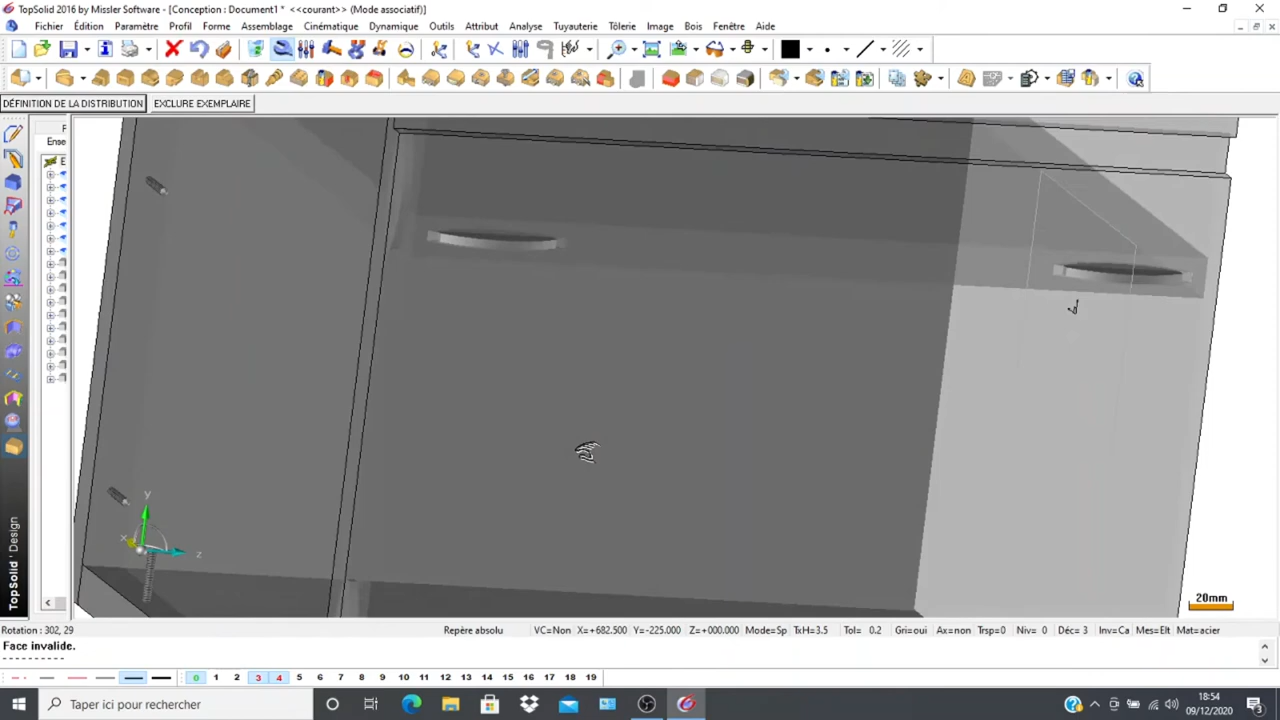 TopSolid 2016 by Missler Software - [Conception : Document1 * <<courant>> (Mode associatif)]
Fichier Édition Paramètre Profil Forme Assemblage Cinématique Dynamique Outils Attribut Analyse Tuyauterie Tôlerie Image Bois Fenêtre Aide
DÉFINITION DE LA DISTRIBUTION EXCLURE EXEMPLAIRE
P
Ense
E
y
x
z
TopSolid ' Design
20mm
Rotation : 302, 29 Repère absolu VC=Non X=+682.500 Y=-225.000 Z=+000.000 Mode=Sp TxH=3.5 Tol= 0.2 Gri=oui Ax=non Trsp=0 Niv= 0 Déc= 3 Inv=Ca Mes=Elt Mat=acier
Face invalide.
0 1 2 3 4 5 6 7 8 9 10 11 12 13 14 15 16 17 18 19
Taper ici pour rechercher
18:54
09/12/2020
3